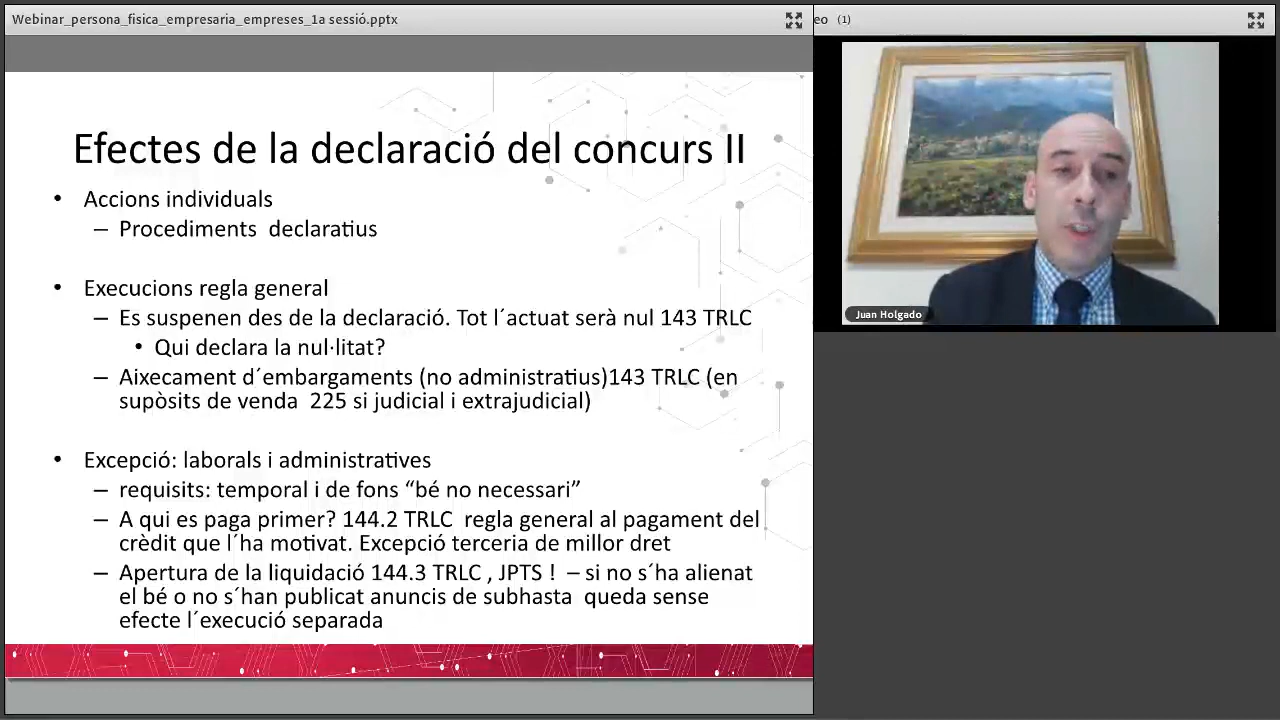 Webinar_persona_fisica_empresaria_empreses_1a sessió.pptx
eo (1)
Efectes de la declaració del concurs II
• Accions individuals
– Procediments declaratius
• Execucions regla general
– Es suspenen des de la declaració. Tot l´actuat serà nul 143 TRLC
• Qui declara la nul·litat?
– Aixecament d´embargaments (no administratius)143 TRLC (en
supòsits de venda 225 si judicial i extrajudicial)
• Excepció: laborals i administratives
– requisits: temporal i de fons “bé no necessari”
– A qui es paga primer? 144.2 TRLC regla general al pagament del
crèdit que l´ha motivat. Excepció terceria de millor dret
– Apertura de la liquidació 144.3 TRLC , JPTS ! – si no s´ha alienat
el bé o no s´han publicat anuncis de subhasta queda sense
efecte l´execució separada
Juan Holgado